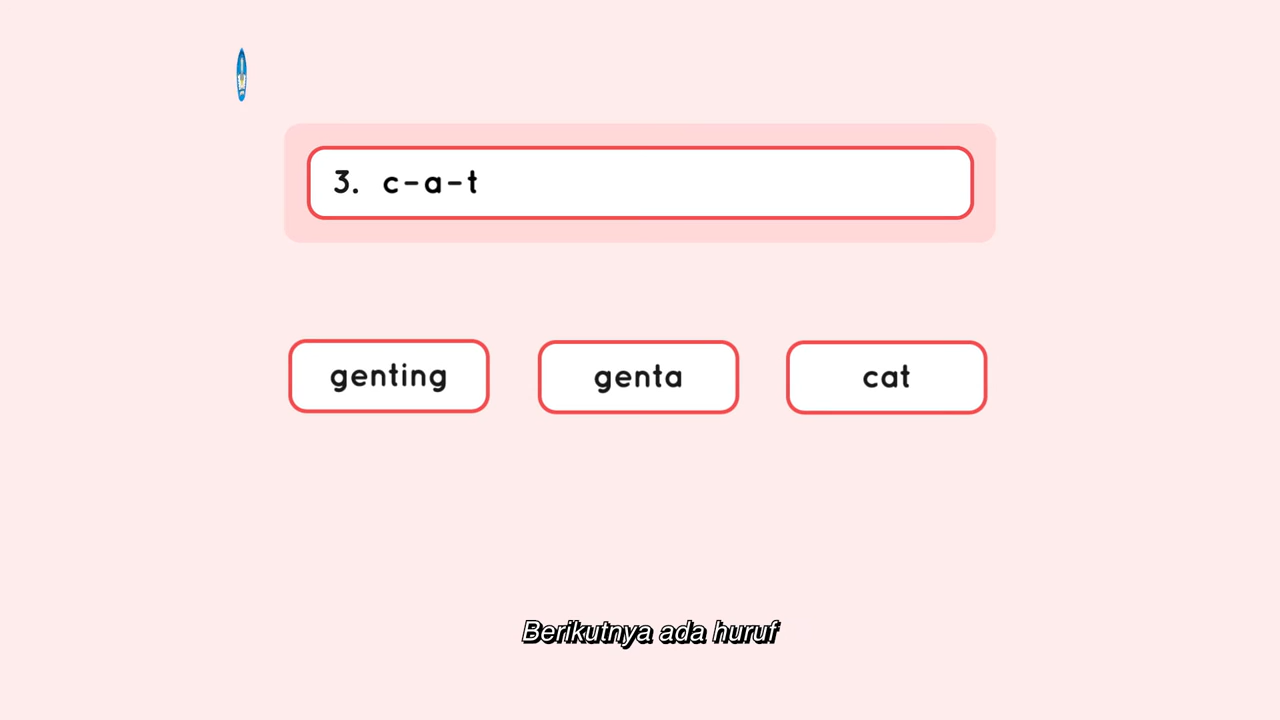 3. c-a-t
genting
genta
cat
Berikutnya ada huruf